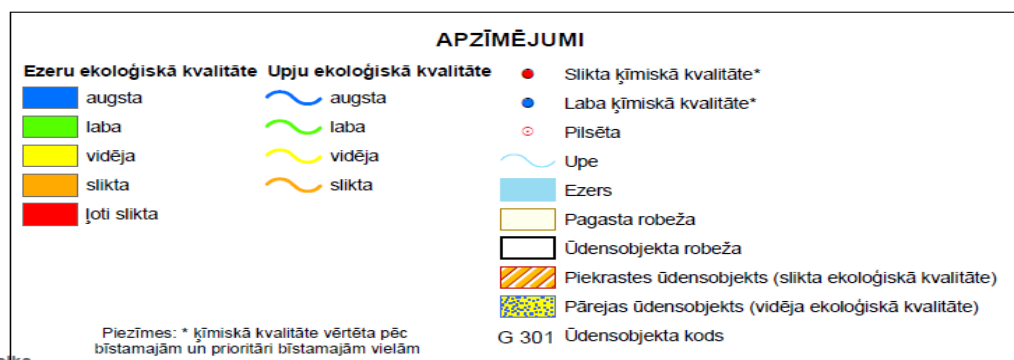 APZĪMĒJUMI
Ezeru ekoloģiskā kvalitāte
augsta
laba
vidēja
slikta
ļoti slikta
Upju ekoloģiskā kvalitāte
augsta
laba
vidēja
slikta
Slikta ķīmiskā kvalitāte*
Laba ķīmiskā kvalitāte*
Pilsēta
Upe
Ezers
Pagasta robeža
Ūdensobjekta robeža
Piekrastes ūdensobjekts (slikta ekoloģiskā kvalitāte)
Pārejas ūdensobjekts (vidēja ekoloģiskā kvalitāte)
G 301 Ūdensobjekta kods
Piezīmes: * ķīmiskā kvalitāte vērtēta pēc
bīstamajām un prioritāri bīstamajām vielām